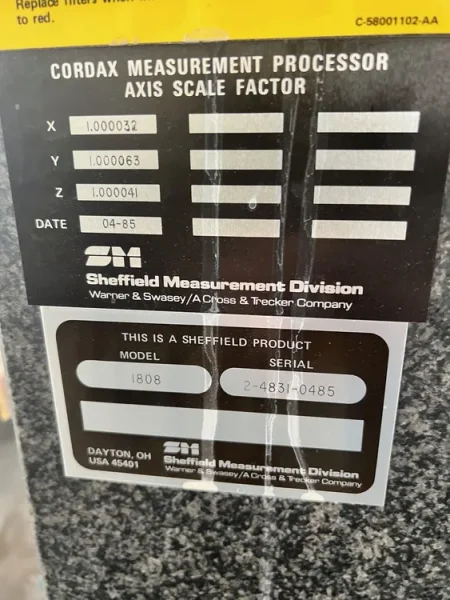 Replace filters when
to red.
C-58001102-AA
CORDAX MEASUREMENT PROCESSOR
AXIS SCALE FACTOR
X 1.000032
Y 1.000063
Z 1.000041
DATE 04-85
SM
Sheffield Measurement Division
Warner & Swasey/A Cross & Trecker Company
THIS IS A SHEFFIELD PRODUCT
MODEL SERIAL
1808 2-4831-0485
DAYTON, OH
USA 45401
SM
Sheffield Measurement Division
Warner & Swasey/A Cross & Trecker Company